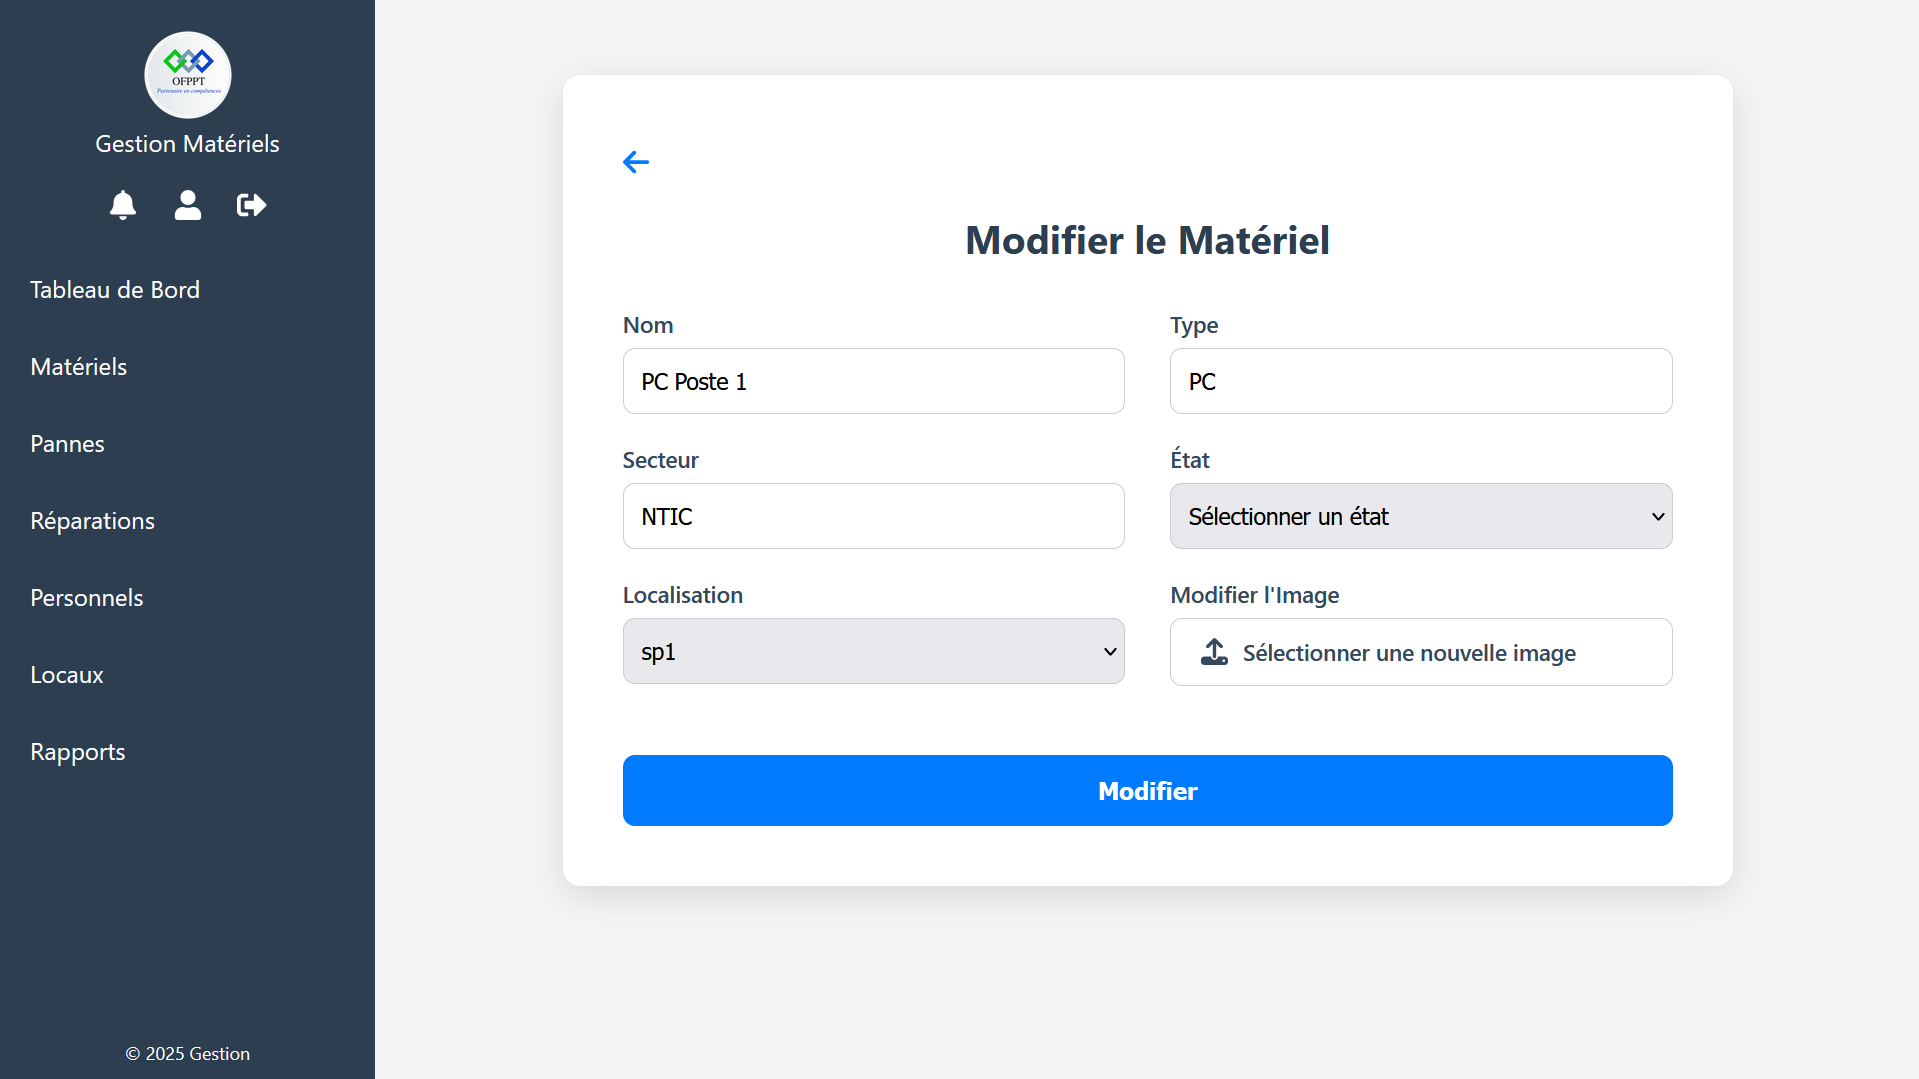 OFPPT
Partenaire en compétences
Gestion Matériels
Tableau de Bord
Matériels
Pannes
Réparations
Personnels
Locaux
Rapports
© 2025 Gestion
Modifier le Matériel
Nom
PC Poste 1
Type
PC
Secteur
NTIC
État
Sélectionner un état
Localisation
sp1
Modifier l'Image
Sélectionner une nouvelle image
Modifier